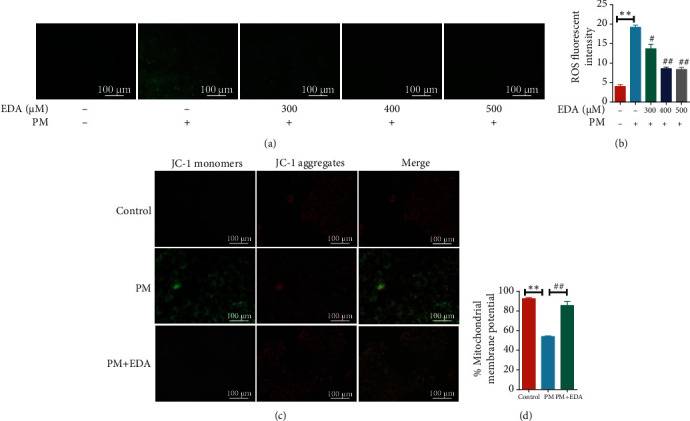 100 μm 100 μm 100 μm 100 μm 100 μm
EDA (μM) – – 300 400 500
PM – + + + +
(a)
25
20
15
10
5
0
ROS fluorescent
intensity
** # ## ##
EDA (μM) – – 300 400 500
PM – + + + +
(b)
JC-1 monomers JC-1 aggregates Merge
Control
100 μm 100 μm 100 μm
PM
100 μm 100 μm 100 μm
PM+EDA
100 μm 100 μm 100 μm
(c)
100
80
60
40
20
0
% Mitochondrial
membrane potential
** ##
Control PM PM+EDA
(d)